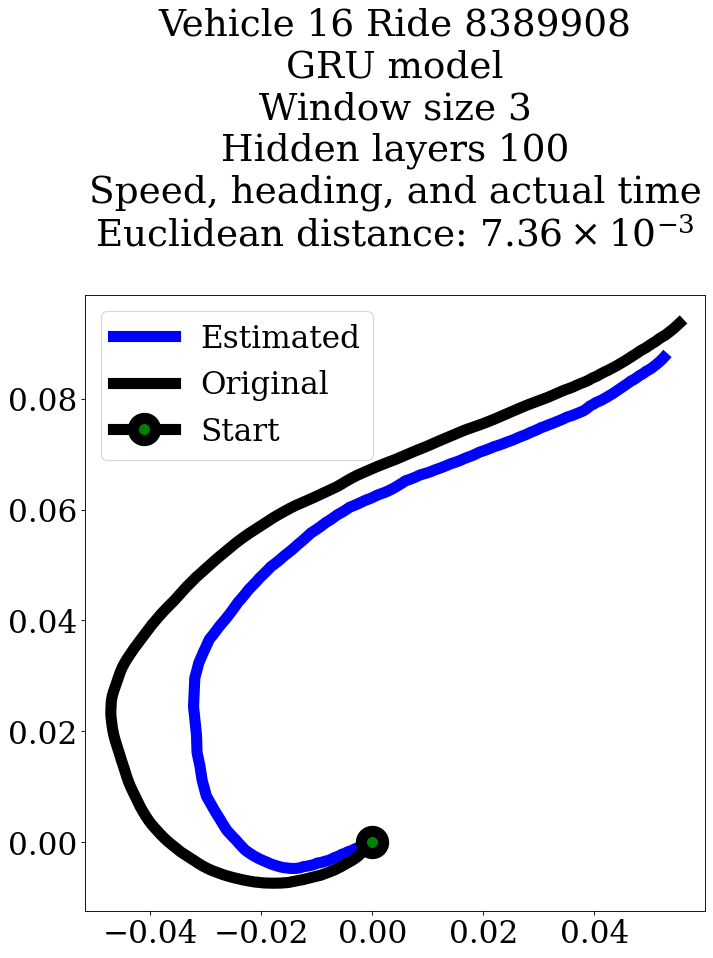 Vehicle 16 Ride 8389908
GRU model
Window size 3
Hidden layers 100
Speed, heading, and actual time
Euclidean distance: 7.36 × 10⁻³
Estimated
Original
Start
0.08
0.06
0.04
0.02
0.00
−0.04 −0.02 0.00 0.02 0.04